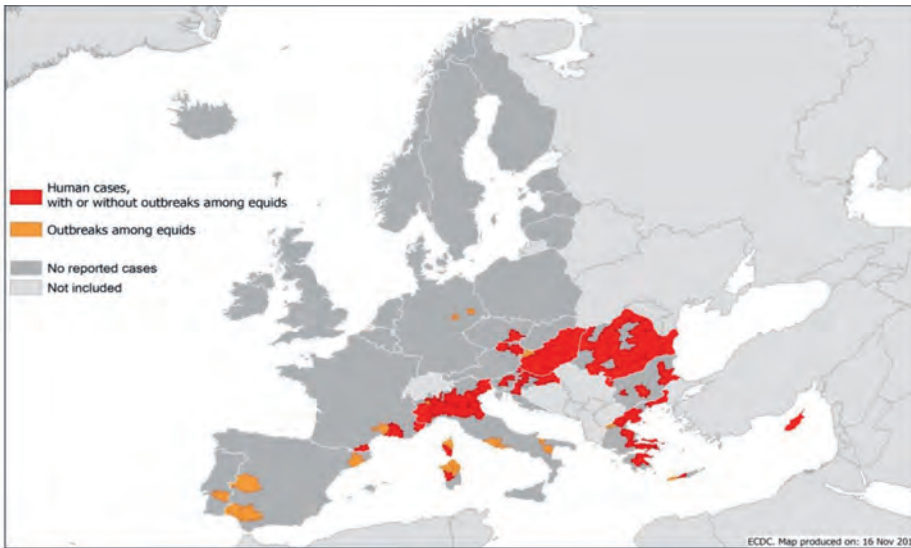 Human cases,
with or without outbreaks among equids
Outbreaks among equids
No reported cases
Not included
ECDC. Map produced on: 16 Nov 201